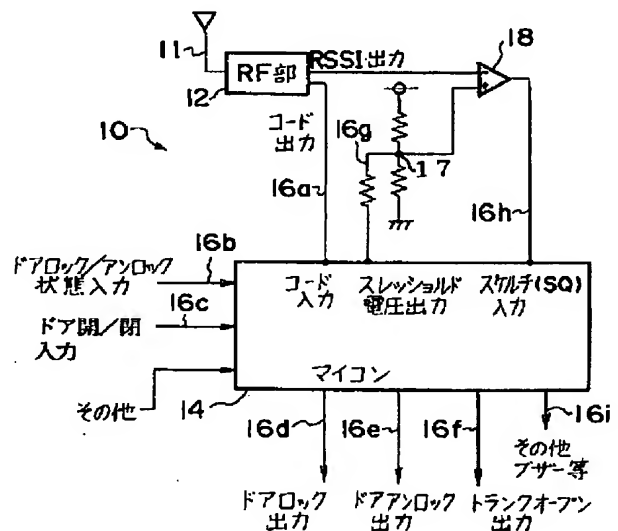 11
RF部
12
RSSI出力
18
10
コード
出力
16g
17
16a
16h
ドアロック/アンロック
状態入力
16b
16c
ドア開/閉
入力
その他
コード
入力
スレッショルド
電圧出力
スケルチ(SQ)
入力
マイコン
14
16d
16e
16f
16i
ドアロック
出力
ドアアンロック
出力
トランクオープン
出力
その他
ブザー等